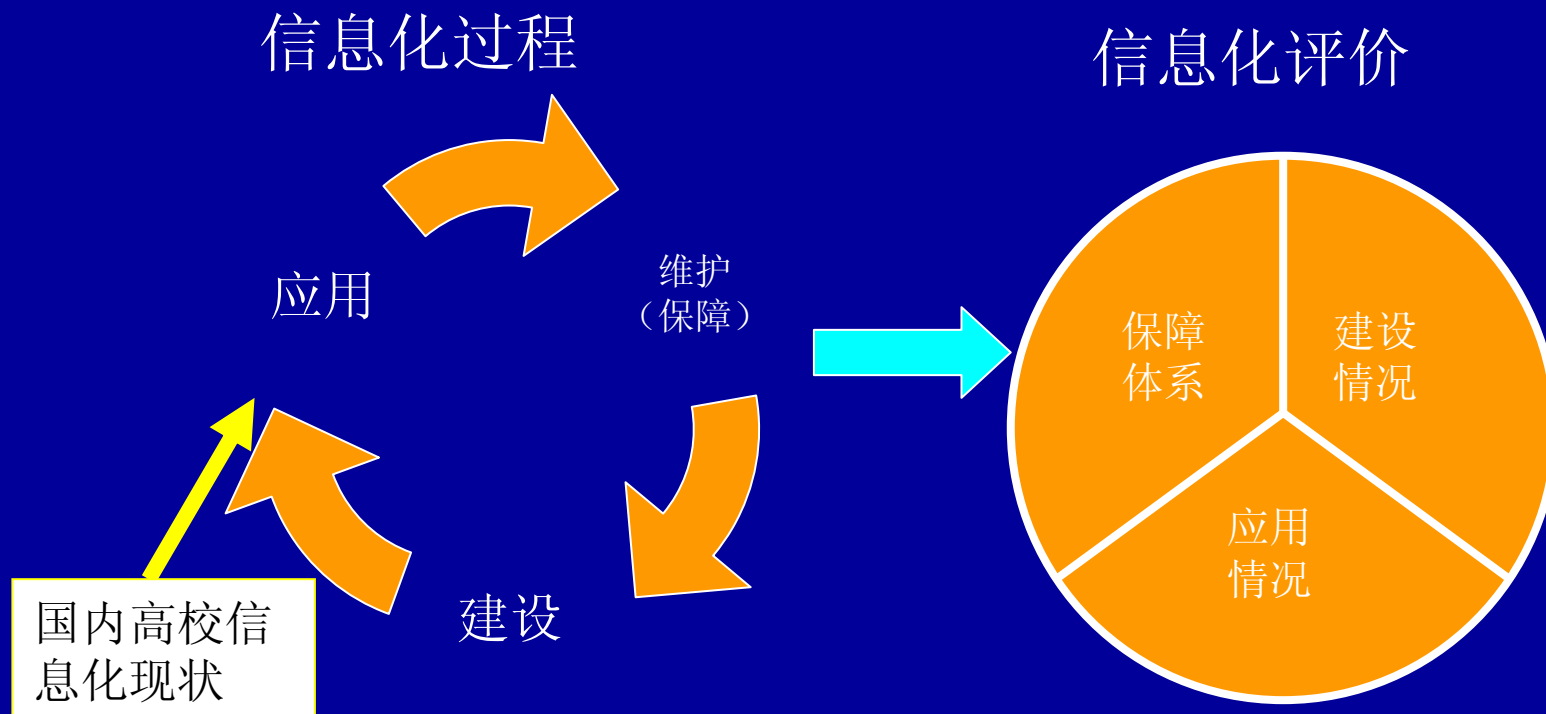 信息化过程
信息化评价
应用
维护
（保障）
建设
国内高校信
息化现状
保障
体系
建设
情况
应用
情况